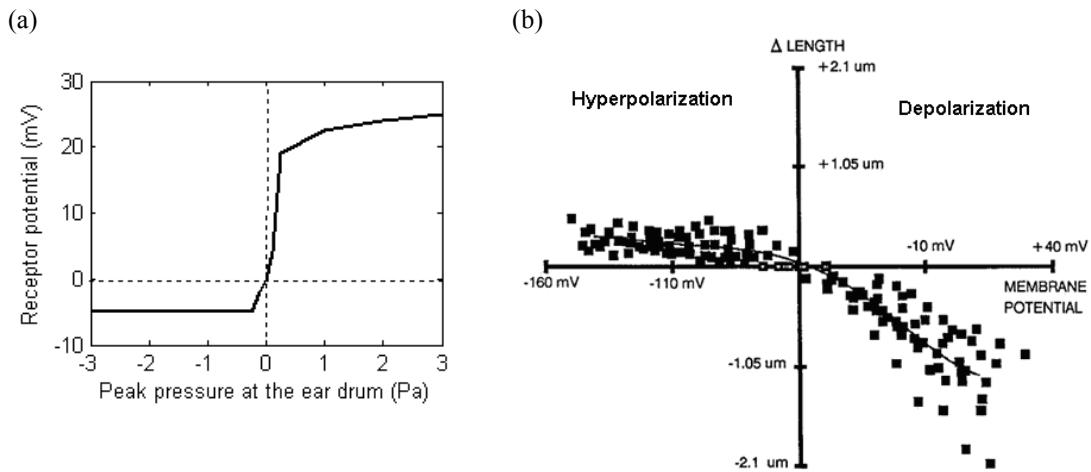 (a)
30
20
10
0
-10
-3
-2
-1
0
1
2
3
Receptor potential (mV)
Peak pressure at the ear drum (Pa)
(b)
Δ LENGTH
+2.1 um
Hyperpolarization
Depolarization
+1.05 um
-10 mV
+40 mV
-160 mV
-110 mV
MEMBRANE
POTENTIAL
-1.05 um
-2.1 um